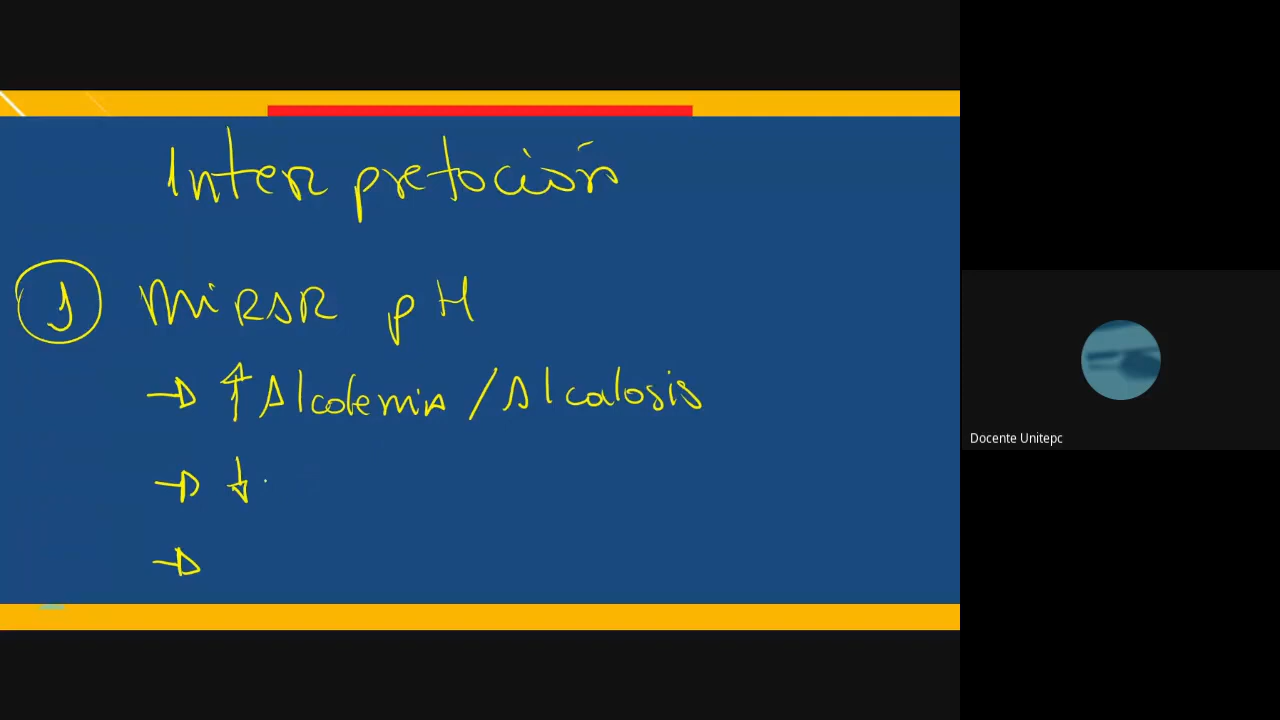 Interpretación
1 Mirar pH
→ ↑ Alcalemia / Alcalosis
→ ↓
→
Docente Unitepc